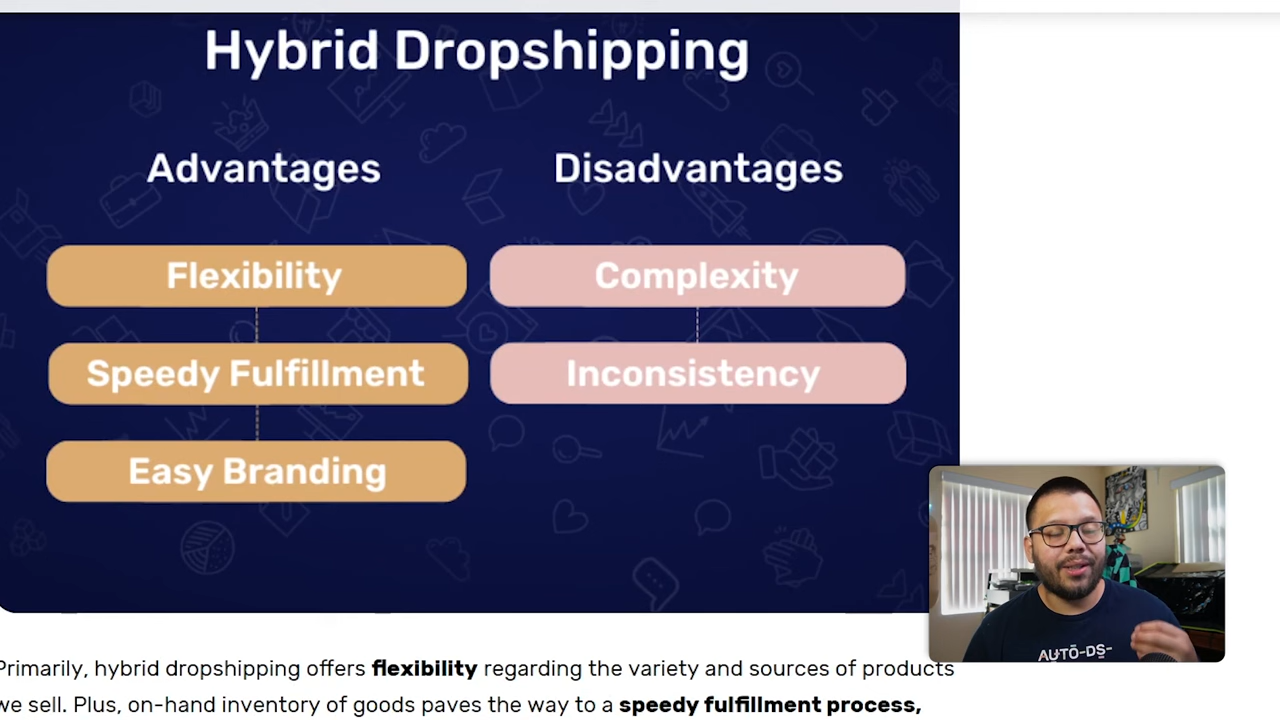 Hybrid Dropshipping
Advantages
Disadvantages
Flexibility
Complexity
Speedy Fulfillment
Inconsistency
Easy Branding
AUTO-DS-
Primarily, hybrid dropshipping offers flexibility regarding the variety and sources of products
we sell. Plus, on-hand inventory of goods paves the way to a speedy fulfillment process,